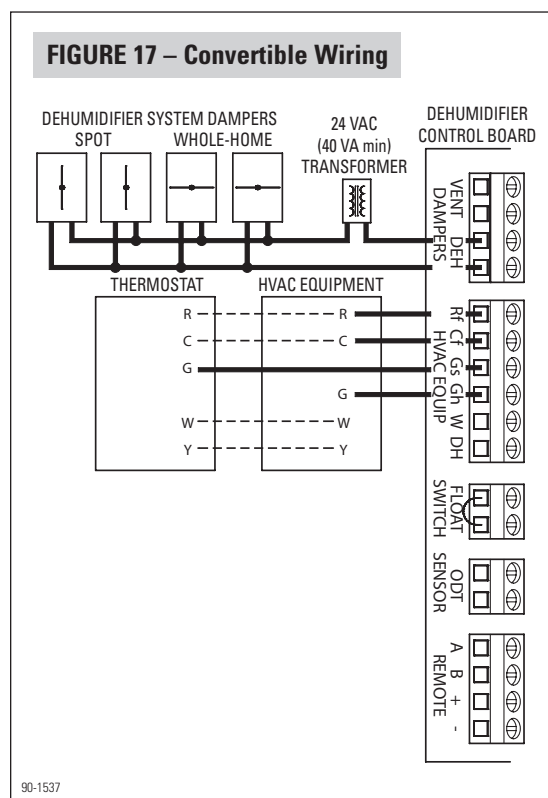 FIGURE 17 – Convertible Wiring
DEHUMIDIFIER SYSTEM DAMPERS
SPOT WHOLE-HOME
24 VAC
(40 VA min)
TRANSFORMER
DEHUMIDIFIER
CONTROL BOARD
VENT DEH
DAMPERS
THERMOSTAT HVAC EQUIPMENT
R R
C C
G
G
W W
Y Y
Rf Cf Gs Gh W DH
HVAC EQUIP
FLOAT
SWITCH
ODT
SENSOR
A B + -
REMOTE
90-1537